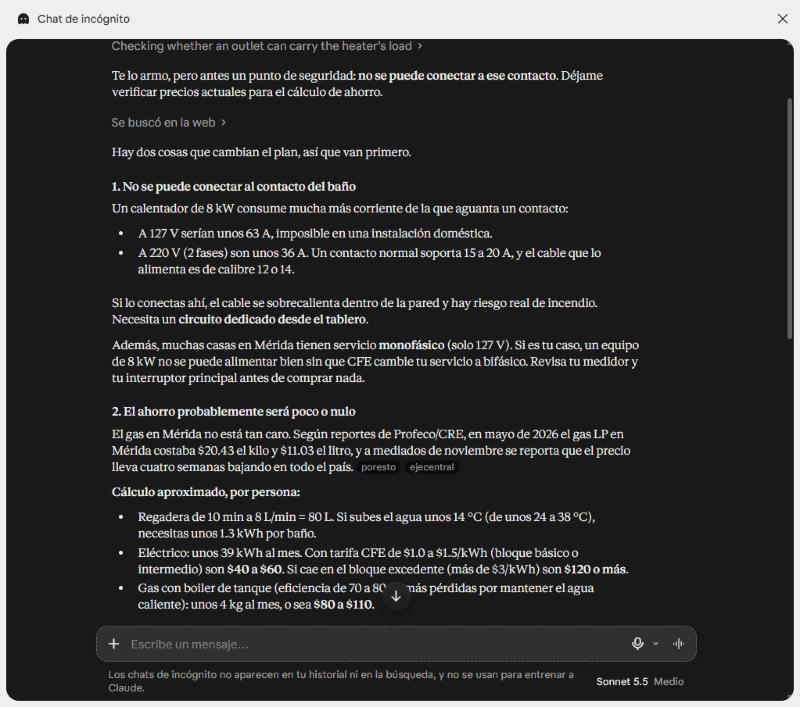 Chat de incógnito
Checking whether an outlet can carry the heater's load
Te lo armo, pero antes un punto de seguridad: no se puede conectar a ese contacto. Déjame
verificar precios actuales para el cálculo de ahorro.
Se buscó en la web
Hay dos cosas que cambian el plan, así que van primero.
1. No se puede conectar al contacto del baño
Un calentador de 8 kW consume mucha más corriente de la que aguanta un contacto:
• A 127 V serían unos 63 A, imposible en una instalación doméstica.
• A 220 V (2 fases) son unos 36 A. Un contacto normal soporta 15 a 20 A, y el cable que lo
alimenta es de calibre 12 o 14.
Si lo conectas ahí, el cable se sobrecalienta dentro de la pared y hay riesgo real de incendio.
Necesita un circuito dedicado desde el tablero.
Además, muchas casas en Mérida tienen servicio monofásico (solo 127 V). Si es tu caso, un equipo
de 8 kW no se puede alimentar bien sin que CFE cambie tu servicio a bifásico. Revisa tu medidor y
tu interruptor principal antes de comprar nada.
2. El ahorro probablemente será poco o nulo
El gas en Mérida no está tan caro. Según reportes de Profeco/CRE, en mayo de 2026 el gas LP en
Mérida costaba $20.43 el kilo y $11.03 el litro, y a mediados de noviembre se reporta que el precio
lleva cuatro semanas bajando en todo el país. poresto ejecentral
Cálculo aproximado, por persona:
• Regadera de 10 min a 8 L/min = 80 L. Si subes el agua unos 14 °C (de unos 24 a 38 °C),
necesitas unos 1.3 kWh por baño.
• Eléctrico: unos 39 kWh al mes. Con tarifa CFE de $1.0 a $1.5/kWh (bloque básico o
intermedio) son $40 a $60. Si cae en el bloque excedente (más de $3/kWh) son $120 o más.
• Gas con boiler de tanque (eficiencia de 70 a 80 más pérdidas por mantener el agua
caliente): unos 4 kg al mes, o sea $80 a $110.
Escribe un mensaje...
Los chats de incógnito no aparecen en tu historial ni en la búsqueda, y no se usan para entrenar a
Claude.
Sonnet 5.5 Medio